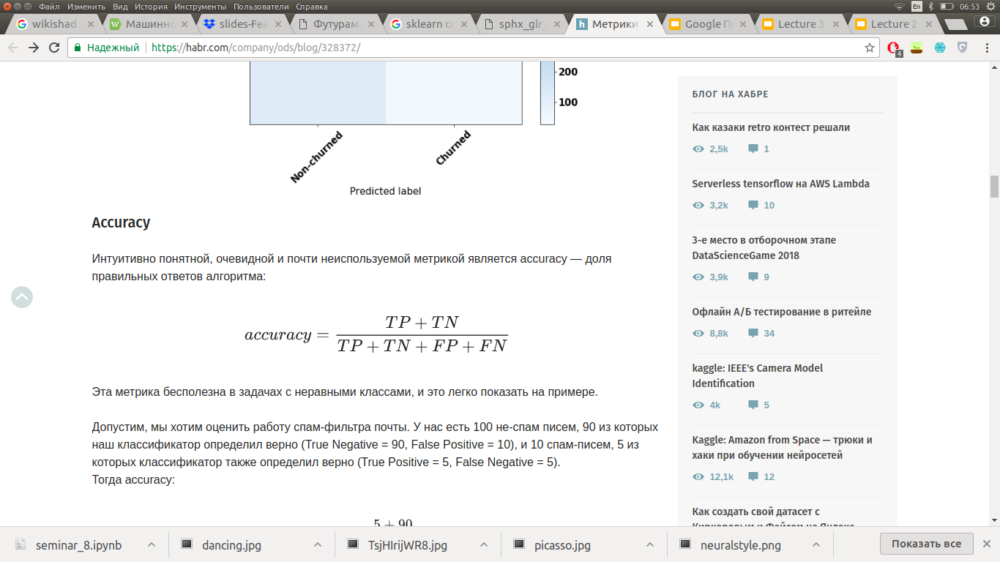 Файл Изменить Вид История Инструменты Пользователи Справка
En 06:53
wikishad
Машинно
slides-Fea
Футурам
sklearn co
sphx_glr_
Метрики
Google П
Lecture 3
Lecture 2
Надежный https://habr.com/company/ods/blog/328372/
4
200
100
Non-churned
Churned
Predicted label
Accuracy
Интуитивно понятной, очевидной и почти неиспользуемой метрикой является accuracy — доля
правильных ответов алгоритма:
accuracy = TP + TN / TP + TN + FP + FN
Эта метрика бесполезна в задачах с неравными классами, и это легко показать на примере.
Допустим, мы хотим оценить работу спам-фильтра почты. У нас есть 100 не-спам писем, 90 из которых
наш классификатор определил верно (True Negative = 90, False Positive = 10), и 10 спам-писем, 5 из
которых классификатор также определил верно (True Positive = 5, False Negative = 5).
Тогда accuracy:
5 + 90
БЛОГ НА ХАБРЕ
Как казаки retro контест решали
2,5k 1
Serverless tensorflow на AWS Lambda
3,2k 10
3-е место в отборочном этапе
DataScienceGame 2018
3,9k 9
Офлайн А/Б тестирование в ритейле
8,8k 34
kaggle: IEEE's Camera Model
Identification
4k 5
Kaggle: Amazon from Space — трюки и
хаки при обучении нейросетей
12,1k 12
Как создать свой датасет с
Киркоровым и Фейсом на Яндекс
seminar_8.ipynb
dancing.jpg
TsjHIrijWR8.jpg
picasso.jpg
neuralstyle.png
Показать все